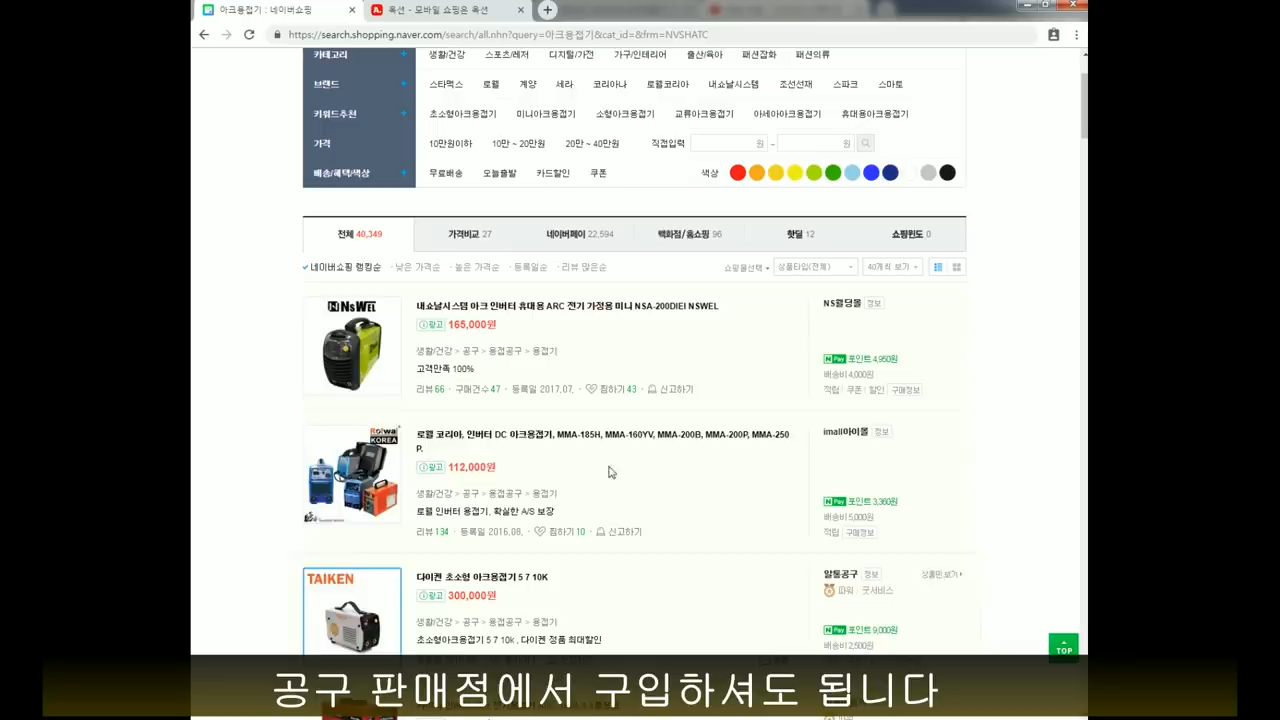 아크용접기 : 네이버쇼핑
옥션 - 모바일 쇼핑은 옥션
https://search.shopping.naver.com/search/all.nhn?query=아크용접기&cat_id=&frm=NVSHATC
카테고리 + 생활/건강 스포츠/레저 디지털/가전 가구/인테리어 출산/육아 패션잡화 패션의류
브랜드 + 스타맥스 로웰 계양 세라 코리아나 로웰코리아 내쇼날시스템 조선선재 스파크 스마토
키워드추천 + 초소형아크용접기 미니아크용접기 소형아크용접기 교류아크용접기 아세아아크용접기 휴대용아크용접기
가격 10만원이하 10만 ~ 20만원 20만 ~ 40만원 직접입력 원 ~ 원
배송/혜택/색상 + 무료배송 오늘출발 카드할인 쿠폰 색상
전체 40,349 가격비교 27 네이버페이 22,594 백화점/홈쇼핑 96 핫딜 12 쇼핑윈도 0
네이버쇼핑 랭킹순 · 낮은 가격순 · 높은 가격순 · 등록일순 · 리뷰 많은순 쇼핑몰선택 상품타입(전체) 40개씩 보기
NSWEL
내쇼날시스템 아크 인버터 휴대용 ARC 전기 가정용 미니 NSA-200DIEI NSWEL
광고 165,000원
생활/건강 > 공구 > 용접공구 > 용접기
고객만족 100%
리뷰 66 · 구매건수 47 · 등록일 2017.07. · 찜하기 43 · 신고하기
NS웰딩몰 정보
N Pay 포인트 4,950원
배송비 4,000원
적립 쿠폰 할인 구매정보
Rolwal KOREA
로웰 코리아, 인버터 DC 아크용접기, MMA-185H, MMA-160YV, MMA-200B, MMA-200P, MMA-250
P.
광고 112,000원
생활/건강 > 공구 > 용접공구 > 용접기
로웰 인버터 용접기, 확실한 A/S 보장
리뷰 134 · 등록일 2016.08. · 찜하기 10 · 신고하기
imall아이몰 정보
N Pay 포인트 3,360원
배송비 5,000원
적립 구매정보
TAIKEN
다이켄 초소형 아크용접기 5 7 10K
광고 300,000원
생활/건강 > 공구 > 용접공구 > 용접기
초소형아크용접기 5 7 10k , 다이켄 정품 최대할인
알통공구 정보 상품만 보기
파워 굿서비스
N Pay 포인트 9,000원
배송비 2,500원
TOP
공구 판매점에서 구입하셔도 됩니다